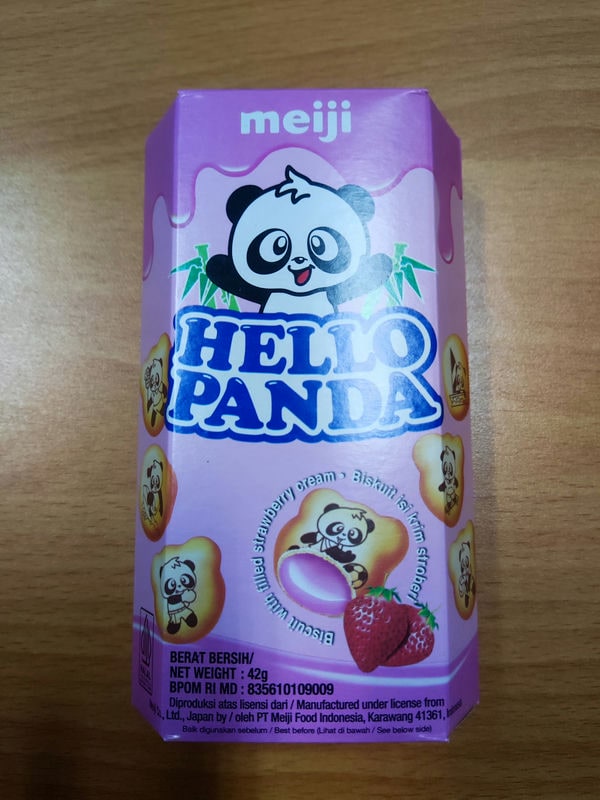 meiji
HELLO
PANDA
Biscuit with filled strawberry cream • Biskuit isi krim stroberi
HALAL
BERAT BERSIH/
NET WEIGHT : 42g
BPOM RI MD : 835610109009
Diproduksi atas lisensi dari / Manufactured under license from
Co., Ltd., Japan by / oleh PT Meiji Food Indonesia, Karawang 41361,
Baik digunakan sebelum / Best before (Lihat di bawah / See below side)